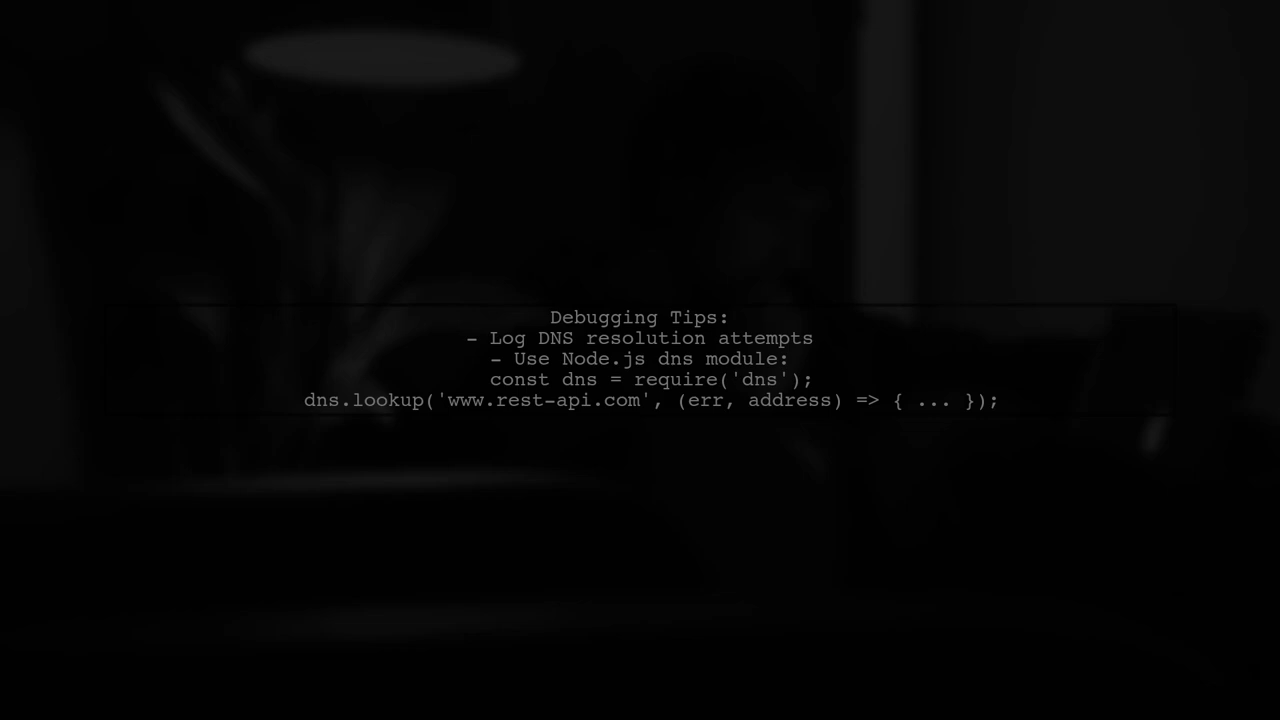 Debugging Tips:
- Log DNS resolution attempts
- Use Node.js dns module:
const dns = require('dns');
dns.lookup('www.rest-api.com', (err, address) => { ... });